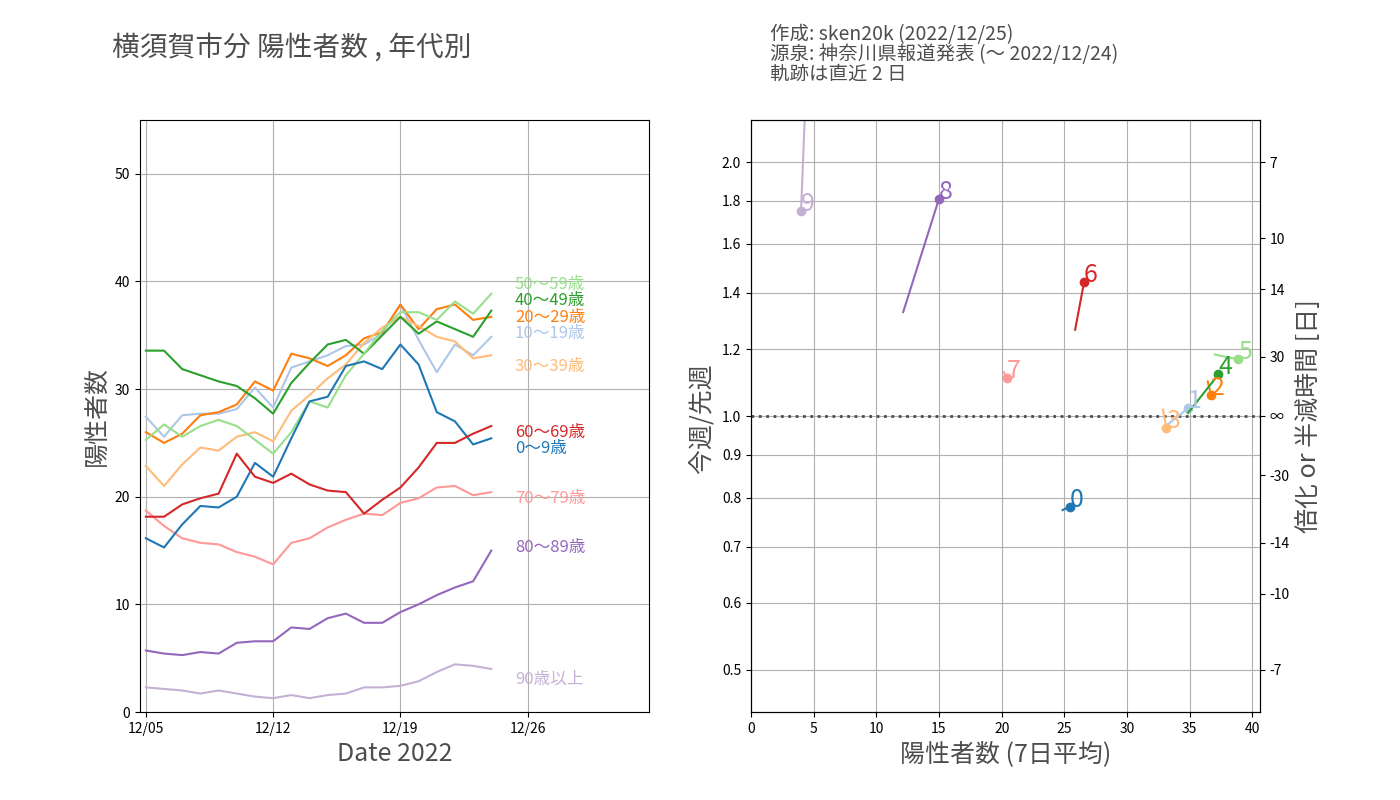 横須賀市分 陽性者数 , 年代別
作成: sken20k (2022/12/25)
源泉: 神奈川県報道発表 (～ 2022/12/24)
軌跡は直近 2 日
陽性者数
50
40
30
20
10
0
12/05
12/12
12/19
12/26
Date 2022
50～59歳
40～49歳
20～29歳
10～19歳
30～39歳
60～69歳
0～9歳
70～79歳
80～89歳
90歳以上
今週/先週
2.0
1.8
1.6
1.4
1.2
1.0
0.9
0.8
0.7
0.6
0.5
9
8
6
7
5
4
2
1
3
0
0
5
10
15
20
25
30
35
40
陽性者数 (7日平均)
7
10
14
30
∞
-30
-14
-10
-7
倍化 or 半減時間 [日]